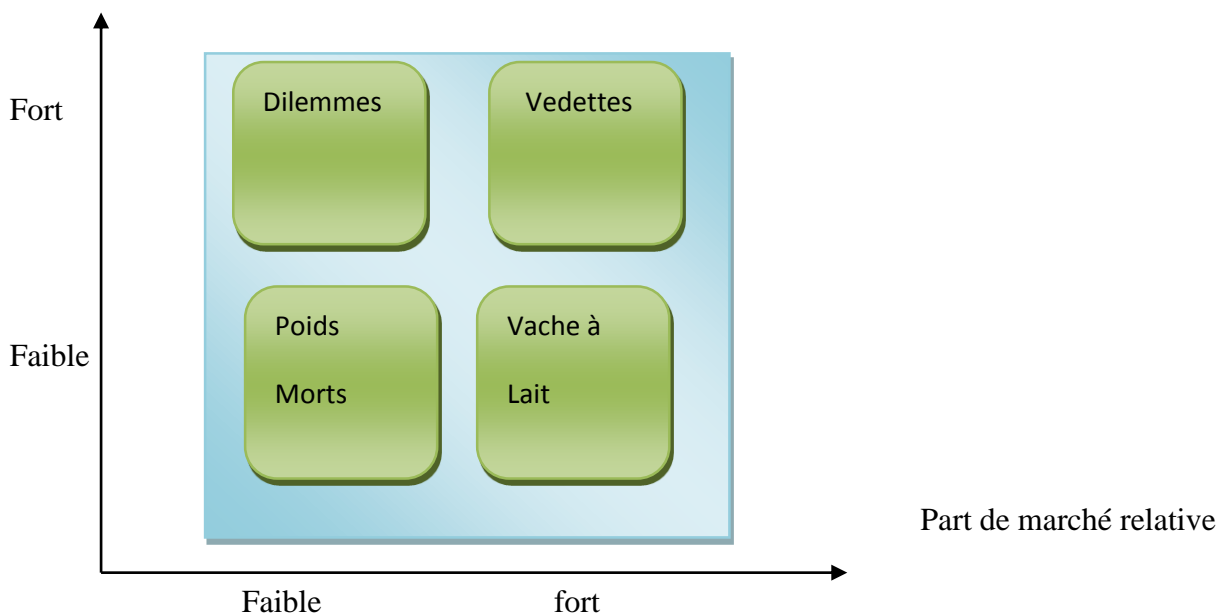 Fort
Dilemmes
Vedettes
Faible
Poids
Morts
Vache à
Lait
Part de marché relative
Faible
fort